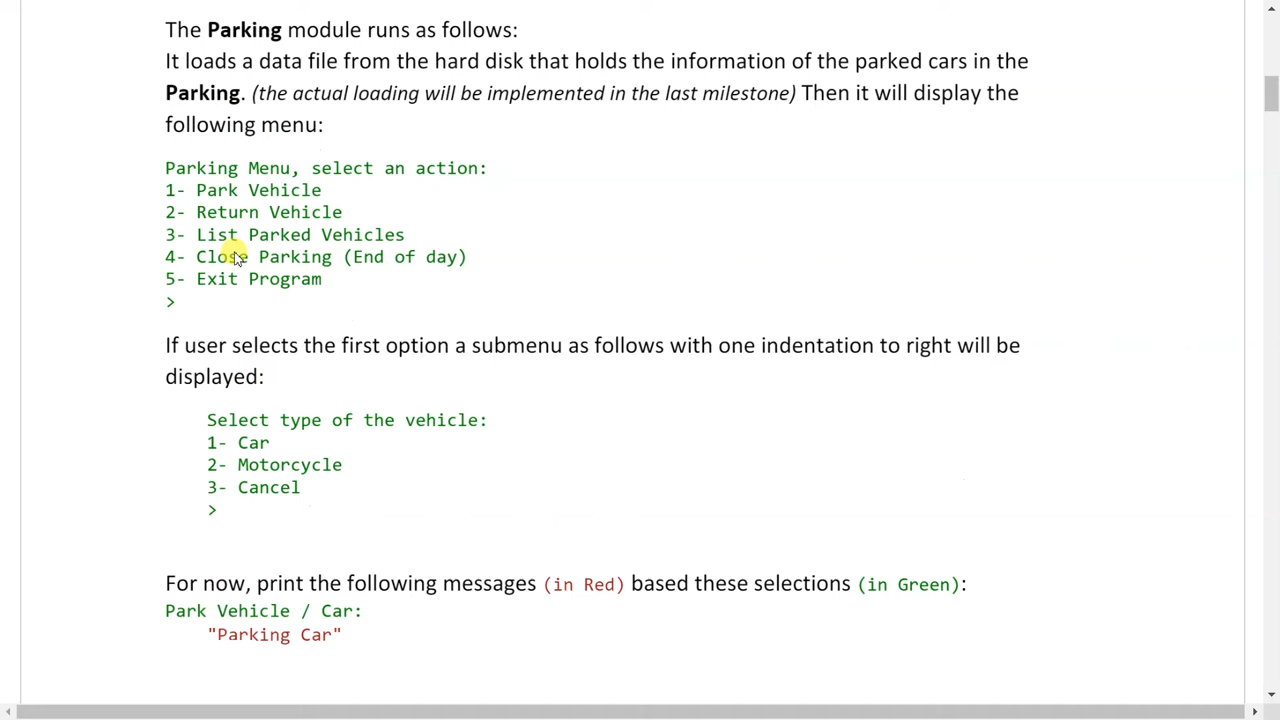 The Parking module runs as follows:
It loads a data file from the hard disk that holds the information of the parked cars in the
Parking. (the actual loading will be implemented in the last milestone) Then it will display the
following menu:
Parking Menu, select an action:
1- Park Vehicle
2- Return Vehicle
3- List Parked Vehicles
4- Close Parking (End of day)
5- Exit Program
>
If user selects the first option a submenu as follows with one indentation to right will be
displayed:
Select type of the vehicle:
1- Car
2- Motorcycle
3- Cancel
>
For now, print the following messages (in Red) based these selections (in Green):
Park Vehicle / Car:
"Parking Car"